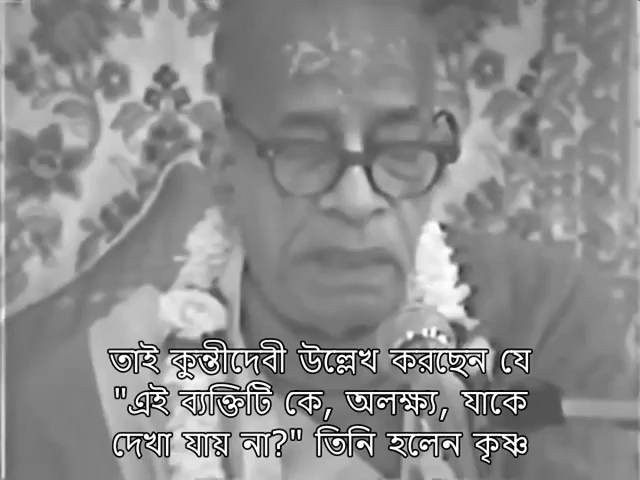 তাই কুন্তীদেবী উল্লেখ করছেন যে
"এই ব্যক্তিটি কে, অলক্ষ্য, যাকে
দেখা যায় না?" তিনি হলেন কৃষ্ণ